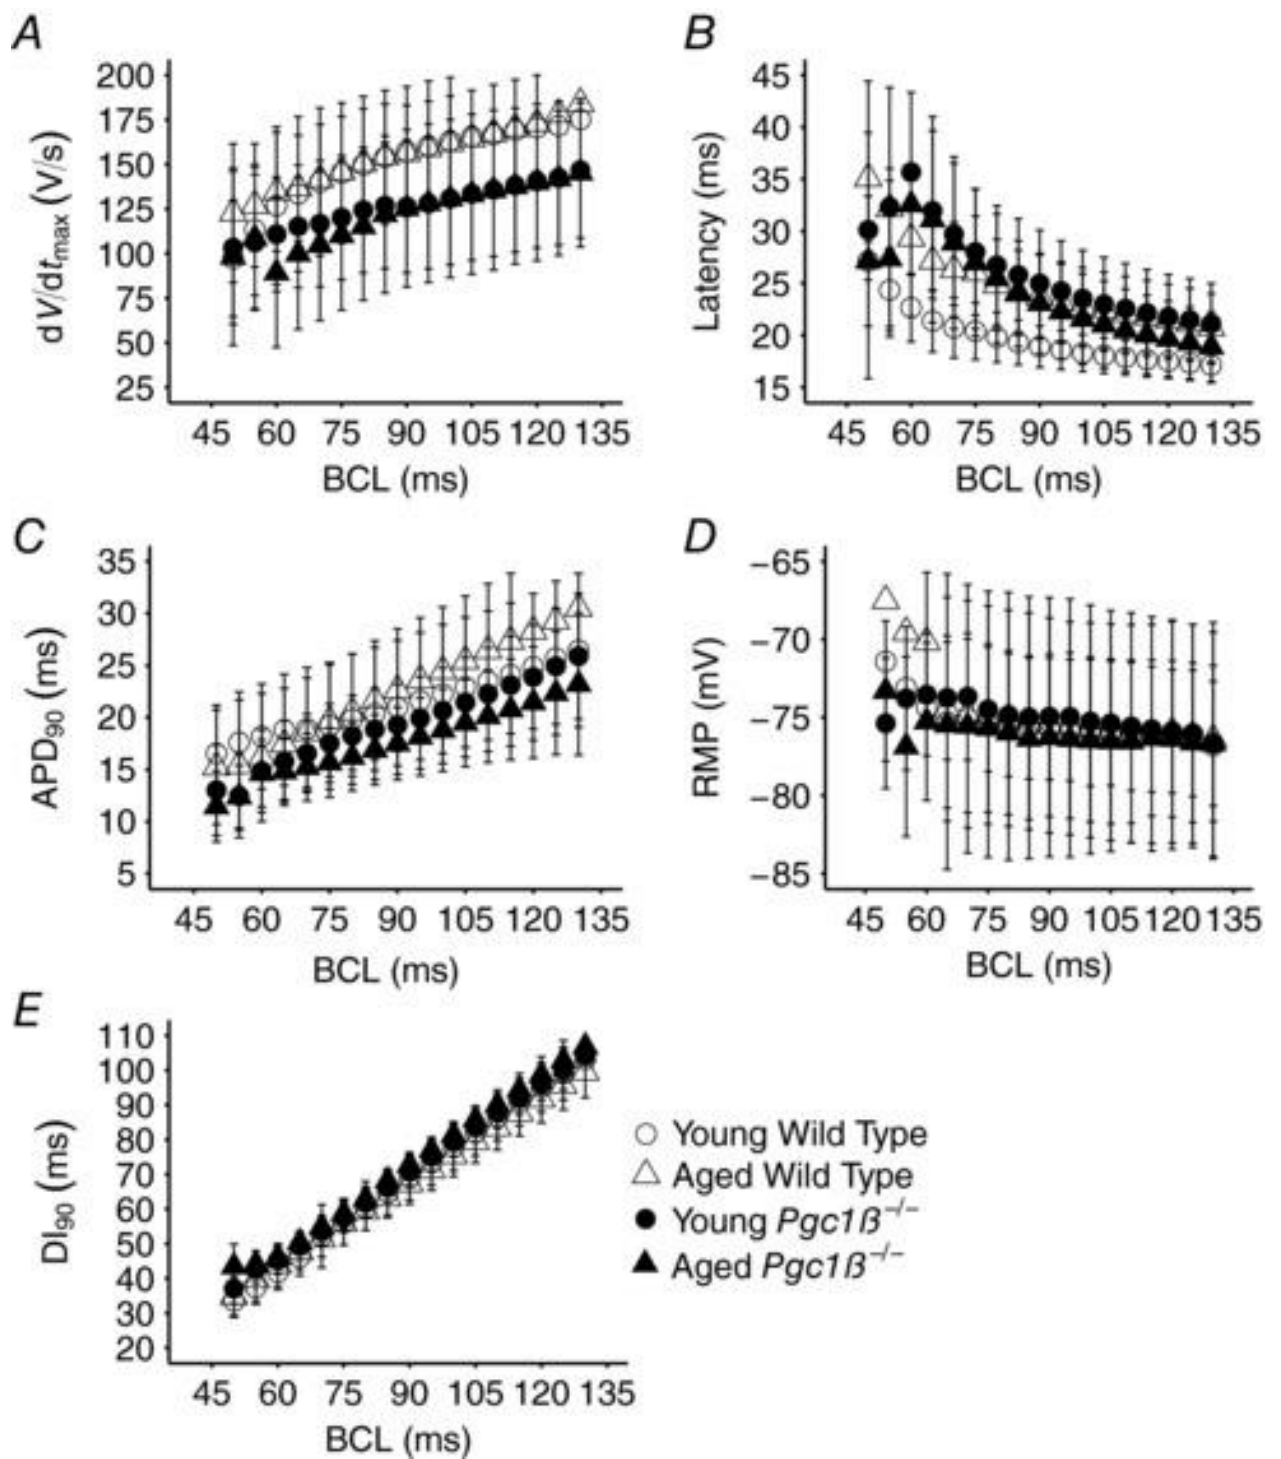 A
B
200
175
150
125
100
75
50
25
dV/dtmax (V/s)
45 60 75 90 105 120 135
BCL (ms)
45
40
35
30
25
20
15
Latency (ms)
45 60 75 90 105 120 135
BCL (ms)
C
D
35
30
25
20
15
10
5
APD90 (ms)
45 60 75 90 105 120 135
BCL (ms)
−65
−70
−75
−80
−85
RMP (mV)
45 60 75 90 105 120 135
BCL (ms)
E
110
100
90
80
70
60
50
40
30
20
DI90 (ms)
45 60 75 90 105 120 135
BCL (ms)
Young Wild Type
Aged Wild Type
Young Pgc1ß−/−
Aged Pgc1ß−/−